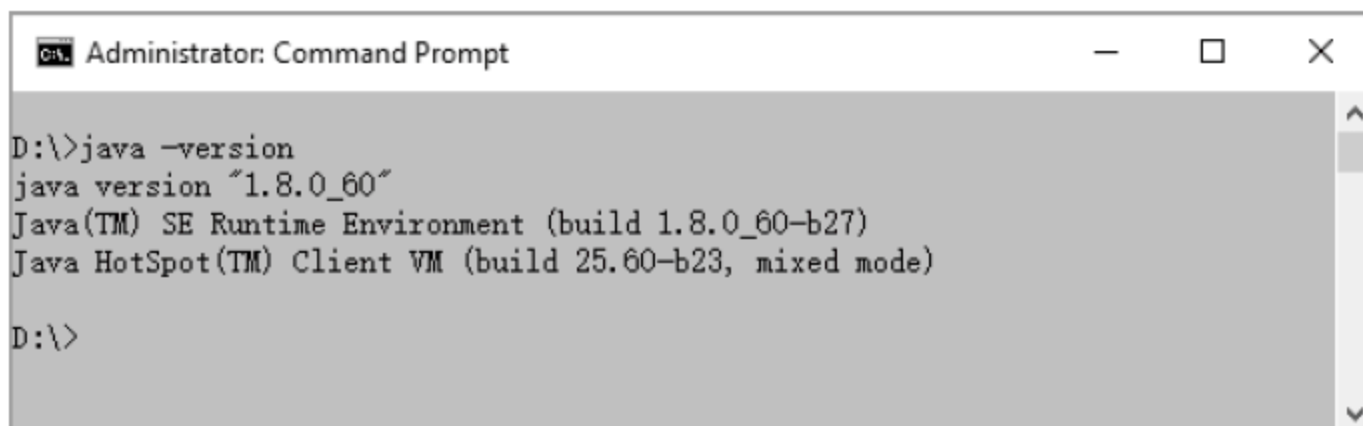 Administrator: Command Prompt
D:\>java -version
java version "1.8.0_60"
Java(TM) SE Runtime Environment (build 1.8.0_60-b27)
Java HotSpot(TM) Client VM (build 25.60-b23, mixed mode)
D:\>